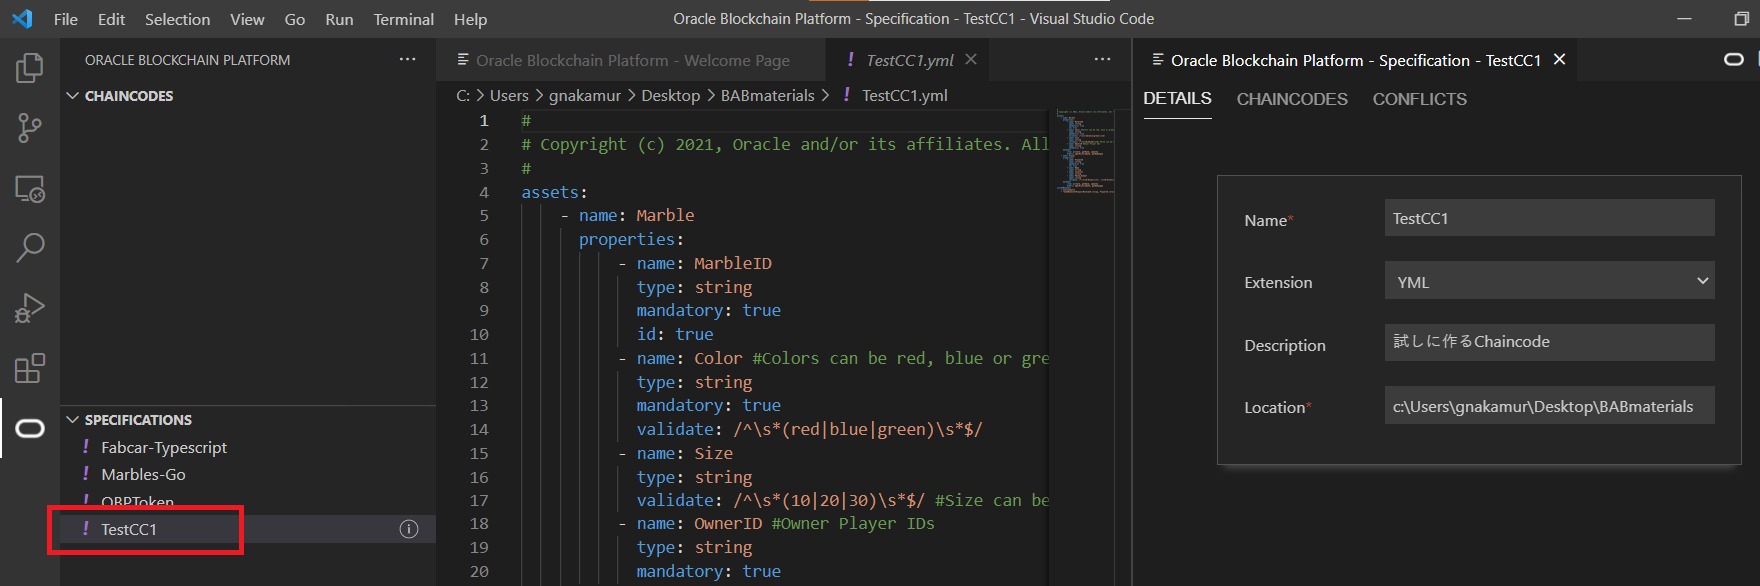 File Edit Selection View Go Run Terminal Help
Oracle Blockchain Platform - Specification - TestCC1 - Visual Studio Code
ORACLE BLOCKCHAIN PLATFORM ···
CHAINCODES
SPECIFICATIONS
! Fabcar-Typescript
! Marbles-Go
! OBPToken
! TestCC1
Oracle Blockchain Platform - Welcome Page
! TestCC1.yml ···
C: > Users > gnakamur > Desktop > BABmaterials > ! TestCC1.yml
1 #
2 # Copyright (c) 2021, Oracle and/or its affiliates. All
3 #
4 assets:
5 - name: Marble
6 properties:
7 - name: MarbleID
8 type: string
9 mandatory: true
10 id: true
11 - name: Color #Colors can be red, blue or gre
12 type: string
13 mandatory: true
14 validate: /^\s*(red|blue|green)\s*$/
15 - name: Size
16 type: string
17 validate: /^\s*(10|20|30)\s*$/ #Size can be
18 - name: OwnerID #Owner Player IDs
19 type: string
20 mandatory: true
Oracle Blockchain Platform - Specification - TestCC1
DETAILS CHAINCODES CONFLICTS
Name* TestCC1
Extension YML
Description 試しに作るChaincode
Location* c:\Users\gnakamur\Desktop\BABmaterials